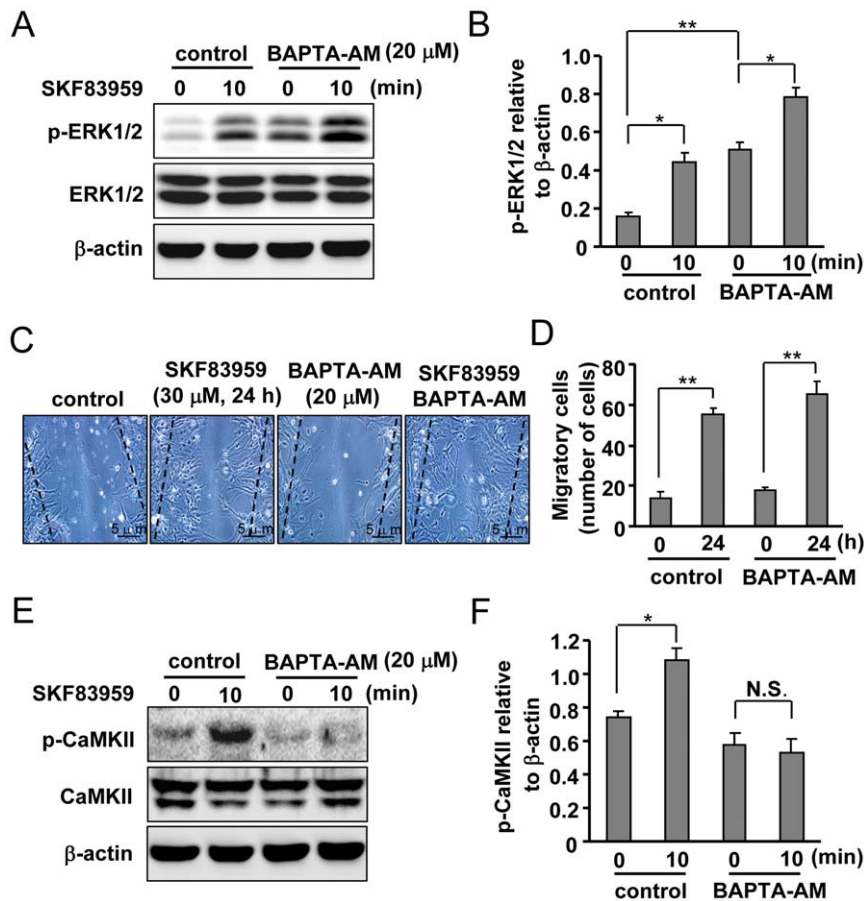 A
control BAPTA-AM (20 μM)
SKF83959 0 10 0 10 (min)
p-ERK1/2
ERK1/2
β-actin
B
p-ERK1/2 relative
to β-actin
1.0
0.8
0.6
0.4
0.2
0
** * *
0 10 0 10 (min)
control BAPTA-AM
C
control
SKF83959
(30 μM, 24 h)
BAPTA-AM
(20 μM)
SKF83959
BAPTA-AM
5 μm 5 μm 5 μm 5 μm
D
Migratory cells
(number of cells)
80
60
40
20
0
** **
0 24 0 24 (h)
control BAPTA-AM
E
control BAPTA-AM (20 μM)
SKF83959 0 10 0 10 (min)
p-CaMKII
CaMKII
β-actin
F
p-CaMKII relative
to β-actin
1.2
1.0
0.8
0.6
0.4
0.2
0
* N.S.
0 10 0 10 (min)
control BAPTA-AM